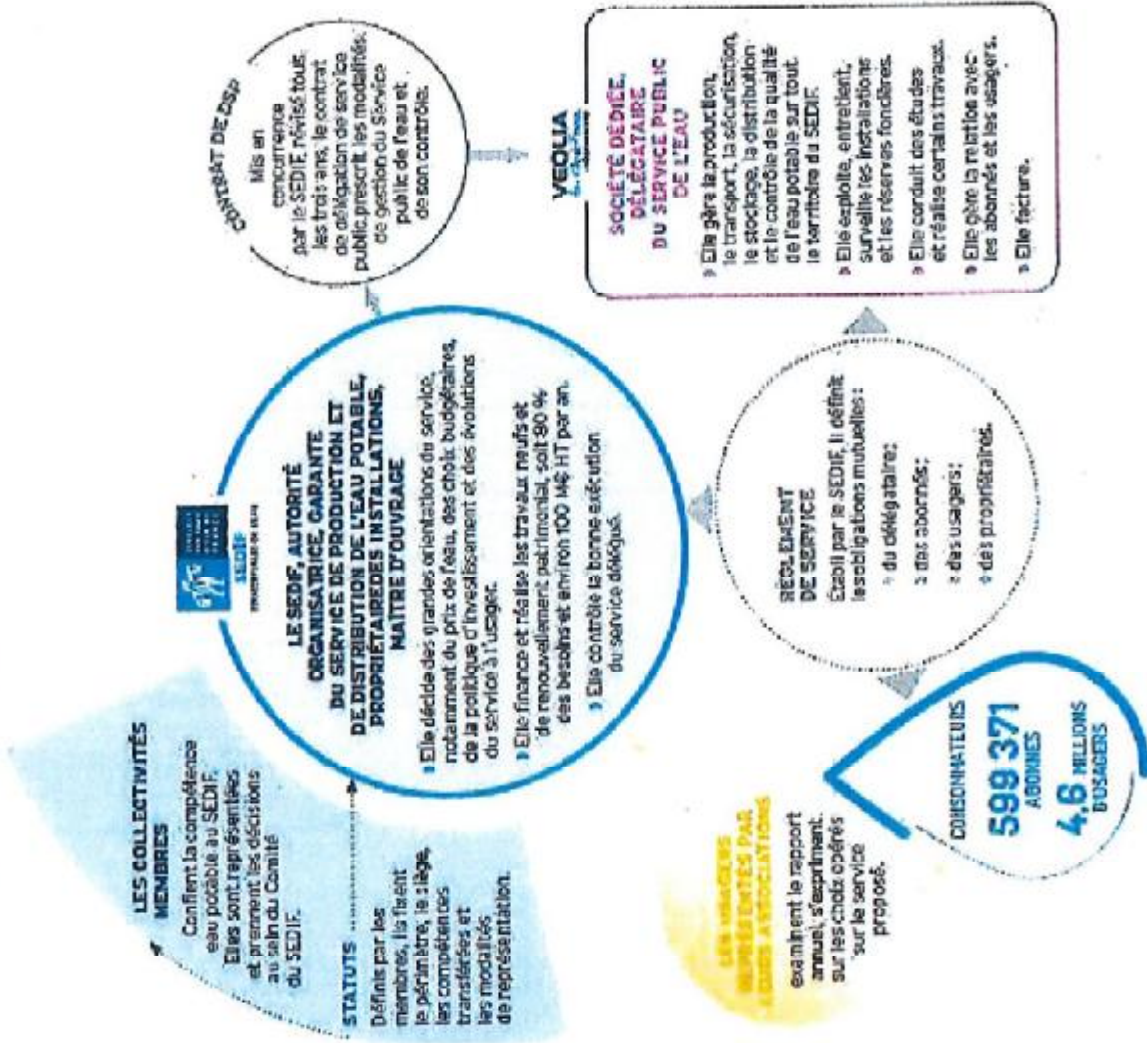 LES COLLECTIVITÉS
MEMBRES
Confient la compétence
eau potable au SEDIF.
Elles sont représentées
et prennent les décisions
au sein du Comité
du SEDIF.
STATUTS
Définis par les
membres, ils fixent
le périmètre, le siège,
les compétences
transférées et
les modalités
de représentation.
SEDIF
LE SEDIF, AUTORITÉ
ORGANISATRICE, GARANTE
DU SERVICE DE PRODUCTION ET
DE DISTRIBUTION DE L'EAU POTABLE,
PROPRIÉTAIRE DES INSTALLATIONS,
MAÎTRE D'OUVRAGE
Elle décide des grandes orientations du service,
notamment du prix de l'eau, des choix budgétaires,
de la politique d'investissement et des évolutions
du service à l'usager.
Elle finance et réalise les travaux neufs et
de renouvellement patrimonial, soit 80 %
des besoins et environ 100 M€ HT par an.
Elle contrôle la bonne exécution
du service délégué.
CONTRAT DE DSP
Mis en
concurrence
par le SEDIF, révisé tous
les trois ans, le contrat
de délégation de service
public prescrit les modalités
de gestion du Service
public de l'eau et
de son contrôle.
VEOLIA
SOCIÉTÉ DÉDIÉE,
DÉLÉGATAIRE
DU SERVICE PUBLIC
DE L'EAU
Elle gère la production,
le transport, la sécurisation,
le stockage, la distribution
et le contrôle de la qualité
de l'eau potable sur tout
le territoire du SEDIF.
Elle exploite, entretient,
surveille les installations
et les réserves foncières.
Elle conduit des études
et réalise certains travaux.
Elle gère la relation avec
les abonnés et les usagers.
Elle facture.
RÈGLEMENT
DE SERVICE
Établi par le SEDIF, il définit
les obligations mutuelles :
du délégataire ;
des abonnés ;
des usagers ;
des propriétaires.
LES USAGERS
REPRÉSENTÉS PAR
LEURS ASSOCIATIONS
examinent le rapport
annuel, s'expriment
sur les choix opérés
sur le service
proposé.
CONSOMMATEURS
599 371
ABONNÉS
4,6 MILLIONS
D'USAGERS